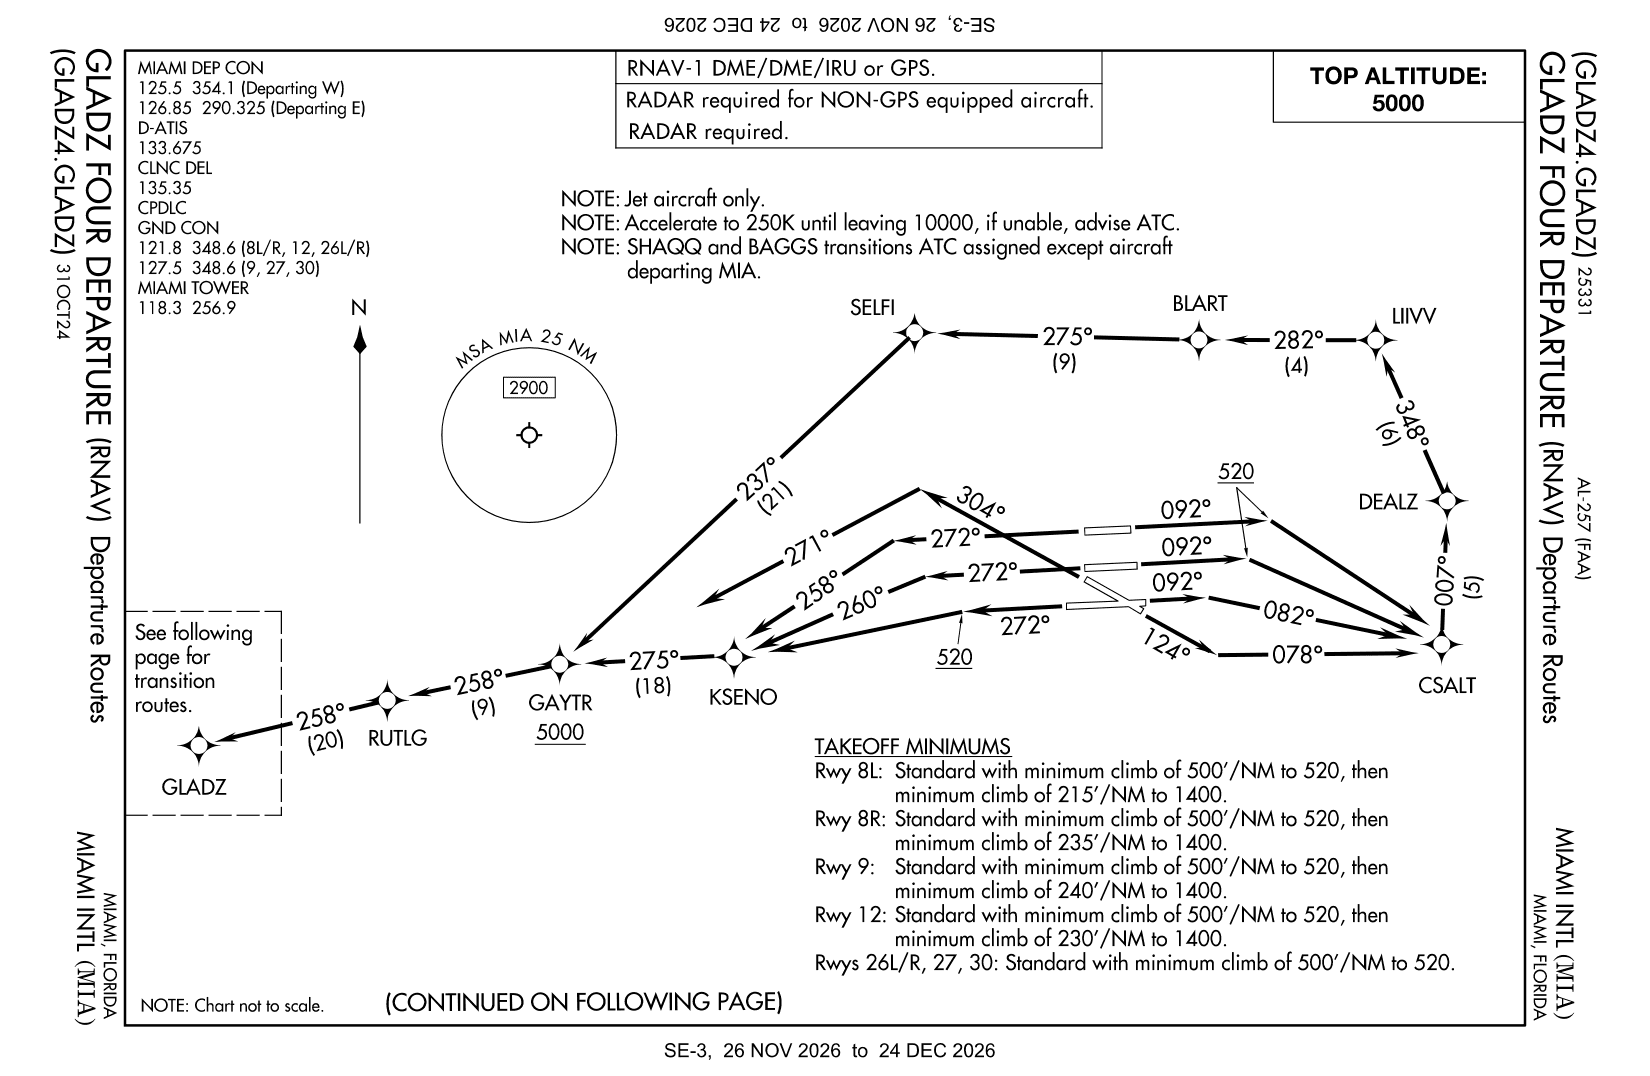 SE-3, 26 NOV 2026 to 24 DEC 2026
(GLADZ4.GLADZ) 31OCT24
GLADZ FOUR DEPARTURE (RNAV) Departure Routes
MIAMI INTL (MIA)
MIAMI, FLORIDA
MIAMI DEP CON
125.5 354.1 (Departing W)
126.85 290.325 (Departing E)
D-ATIS
133.675
CLNC DEL
135.35
CPDLC
GND CON
121.8 348.6 (8L/R, 12, 26L/R)
127.5 348.6 (9, 27, 30)
MIAMI TOWER
118.3 256.9
RNAV-1 DME/DME/IRU or GPS.
RADAR required for NON-GPS equipped aircraft.
RADAR required.
TOP ALTITUDE:
5000
NOTE: Jet aircraft only.
NOTE: Accelerate to 250K until leaving 10000, if unable, advise ATC.
NOTE: SHAQQ and BAGGS transitions ATC assigned except aircraft
departing MIA.
N
MSA MIA 25 NM
2900
SELFI
BLART
LIIVV
275°
(9)
282°
(4)
348°
(6)
DEALZ
007°
(5)
CSALT
237°
(21)
520
304°
092°
272°
271°
092°
272°
258°
092°
260°
082°
272°
124°
078°
520
KSENO
275°
(18)
GAYTR
5000
258°
(9)
RUTLG
258°
(20)
GLADZ
See following
page for
transition
routes.
TAKEOFF MINIMUMS
Rwy 8L: Standard with minimum climb of 500'/NM to 520, then
minimum climb of 215'/NM to 1400.
Rwy 8R: Standard with minimum climb of 500'/NM to 520, then
minimum climb of 235'/NM to 1400.
Rwy 9: Standard with minimum climb of 500'/NM to 520, then
minimum climb of 240'/NM to 1400.
Rwy 12: Standard with minimum climb of 500'/NM to 520, then
minimum climb of 230'/NM to 1400.
Rwys 26L/R, 27, 30: Standard with minimum climb of 500'/NM to 520.
NOTE: Chart not to scale.
(CONTINUED ON FOLLOWING PAGE)
(GLADZ4.GLADZ) 25331
GLADZ FOUR DEPARTURE (RNAV) Departure Routes
AL-257 (FAA)
MIAMI INTL (MIA)
MIAMI, FLORIDA
SE-3, 26 NOV 2026 to 24 DEC 2026